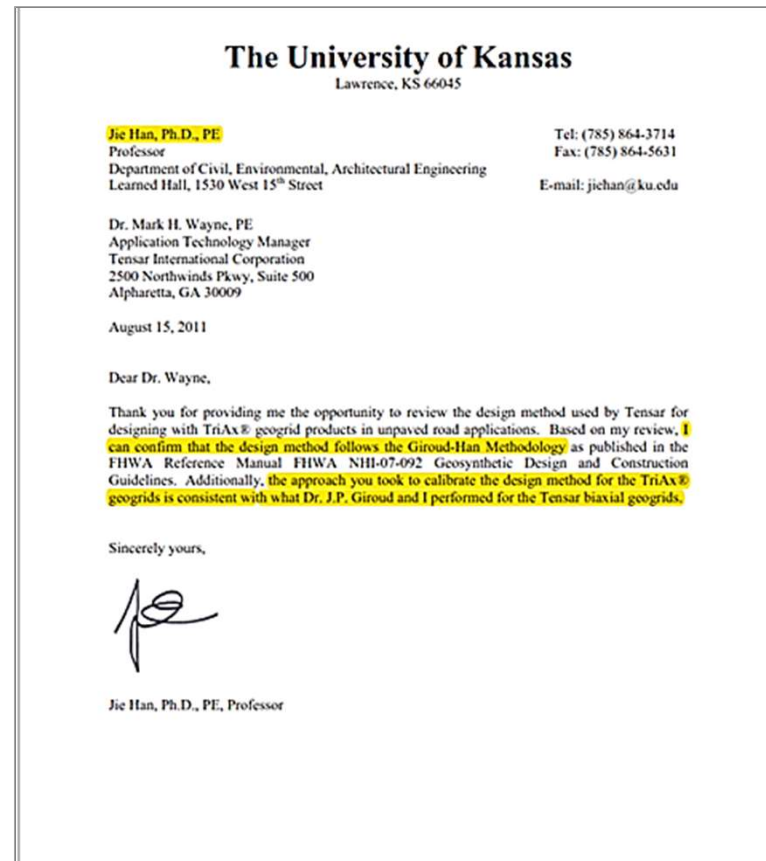 The University of Kansas
Lawrence, KS 66045
Jie Han, Ph.D., PE
Tel: (785) 864-3714
Professor
Fax: (785) 864-5631
Department of Civil, Environmental, Architectural Engineering
Learned Hall, 1530 West 15th Street
E-mail: jiehan@ku.edu
Dr. Mark H. Wayne, PE
Application Technology Manager
Tensar International Corporation
2500 Northwinds Pkwy, Suite 500
Alpharetta, GA 30009
August 15, 2011
Dear Dr. Wayne,
Thank you for providing me the opportunity to review the design method used by Tensar for
designing with TriAx® geogrid products in unpaved road applications. Based on my review, I
can confirm that the design method follows the Giroud-Han Methodology as published in the
FHWA Reference Manual FHWA NHI-07-092 Geosynthetic Design and Construction
Guidelines. Additionally, the approach you took to calibrate the design method for the TriAx®
geogrids is consistent with what Dr. J.P. Giroud and I performed for the Tensar biaxial geogrids.
Sincerely yours,
Jie Han, Ph.D., PE, Professor